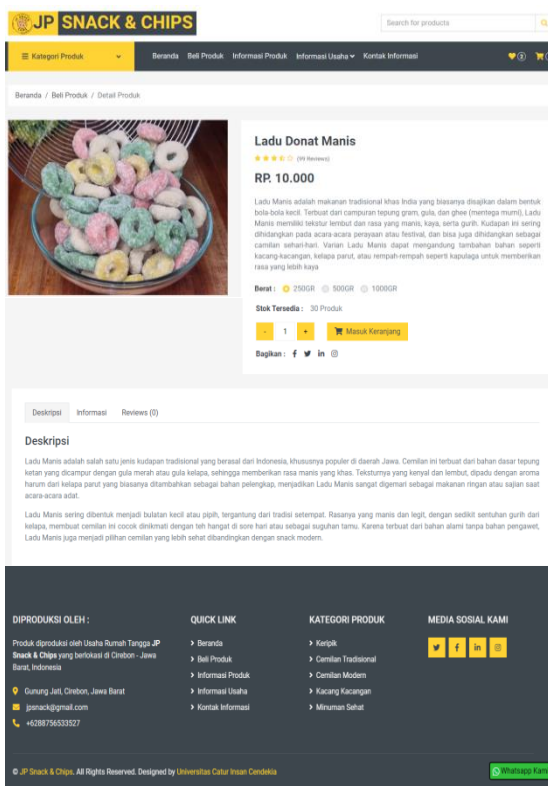 JP SNACK & CHIPS
Search for products
Kategori Produk
Beranda Beli Produk Informasi Produk Informasi Usaha Kontak Informasi
Beranda / Beli Produk / Detail Produk
Ladu Donat Manis
(99 Reviews)
RP. 10.000
Ladu Manis adalah makanan tradisional khas India yang biasanya disajikan dalam bentuk
bola-bola kecil. Terbuat dari campuran tepung gram, gula, dan ghee (mentega murni), Ladu
Manis memiliki tekstur lembut dan rasa yang manis, kaya, serta gurih. Kudapan ini sering
dihidangkan pada acara-acara perayaan atau festival, dan bisa juga dihidangkan sebagai
camilan sehari-hari. Varian Ladu Manis dapat mengandung tambahan bahan seperti
kacang-kacangan, kelapa parut, atau rempah-rempah seperti kapulaga untuk memberikan
rasa yang lebih kaya
Berat : 250GR 500GR 1000GR
Stok Tersedia : 30 Produk
- 1 + Masuk Keranjang
Bagikan :
Deskripsi Informasi Reviews (0)
Deskripsi
Ladu Manis adalah salah satu jenis kudapan tradisional yang berasal dari Indonesia, khususnya populer di daerah Jawa. Cemilan ini terbuat dari bahan dasar tepung
ketan yang dicampur dengan gula merah atau gula kelapa, sehingga memberikan rasa manis yang khas. Teksturnya yang kenyal dan lembut, dipadu dengan aroma
harum dari kelapa parut yang biasanya ditambahkan sebagai bahan pelengkap, menjadikan Ladu Manis sangat digemari sebagai makanan ringan atau sajian saat
acara-acara adat.
Ladu Manis sering dibentuk menjadi bulatan kecil atau pipih, tergantung dari tradisi setempat. Rasanya yang manis dan legit, dengan sedikit sentuhan gurih dari
kelapa, membuat cemilan ini cocok dinikmati dengan teh hangat di sore hari atau sebagai suguhan tamu. Karena terbuat dari bahan alami tanpa bahan pengawet,
Ladu Manis juga menjadi pilihan cemilan yang lebih sehat dibandingkan dengan snack modern.
DIPRODUKSI OLEH :
Produk diproduksi oleh Usaha Rumah Tangga JP
Snack & Chips yang berlokasi di Cirebon - Jawa
Barat, Indonesia
Gunung Jati, Cirebon, Jawa Barat
jpsnack@gmail.com
+6288756533527
QUICK LINK
Beranda
Beli Produk
Informasi Produk
Informasi Usaha
Kontak Informasi
KATEGORI PRODUK
Keripik
Cemilan Tradisional
Cemilan Modern
Kacang Kacangan
Minuman Sehat
MEDIA SOSIAL KAMI
© JP Snack & Chips. All Rights Reserved. Designed by Universitas Catur Insan Cendekia
Whatsapp Kami